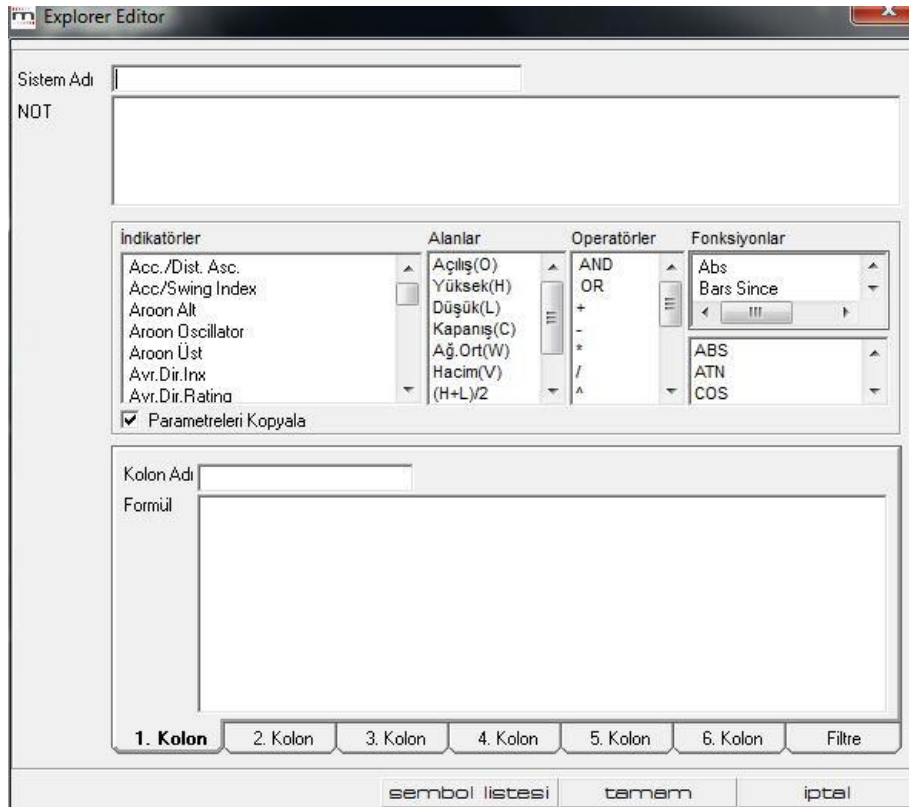 Explorer Editor
Sistem Adı
NOT
İndikatörler
Acc./Dist. Asc.
Acc/Swing Index
Aroon Alt
Aroon Oscillator
Aroon Üst
Avr.Dir.Inx
Avr.Dir.Rating
Alanlar
Açılış(O)
Yüksek(H)
Düşük(L)
Kapanış(C)
Ağ.Ort(W)
Hacim(V)
(H+L)/2
Operatörler
AND
OR
+
-
*
/
^
Fonksiyonlar
Abs
Bars Since
ABS
ATN
COS
Parametreleri Kopyala
Kolon Adı
Formül
1. Kolon 2. Kolon 3. Kolon 4. Kolon 5. Kolon 6. Kolon Filtre
sembol listesi tamam iptal